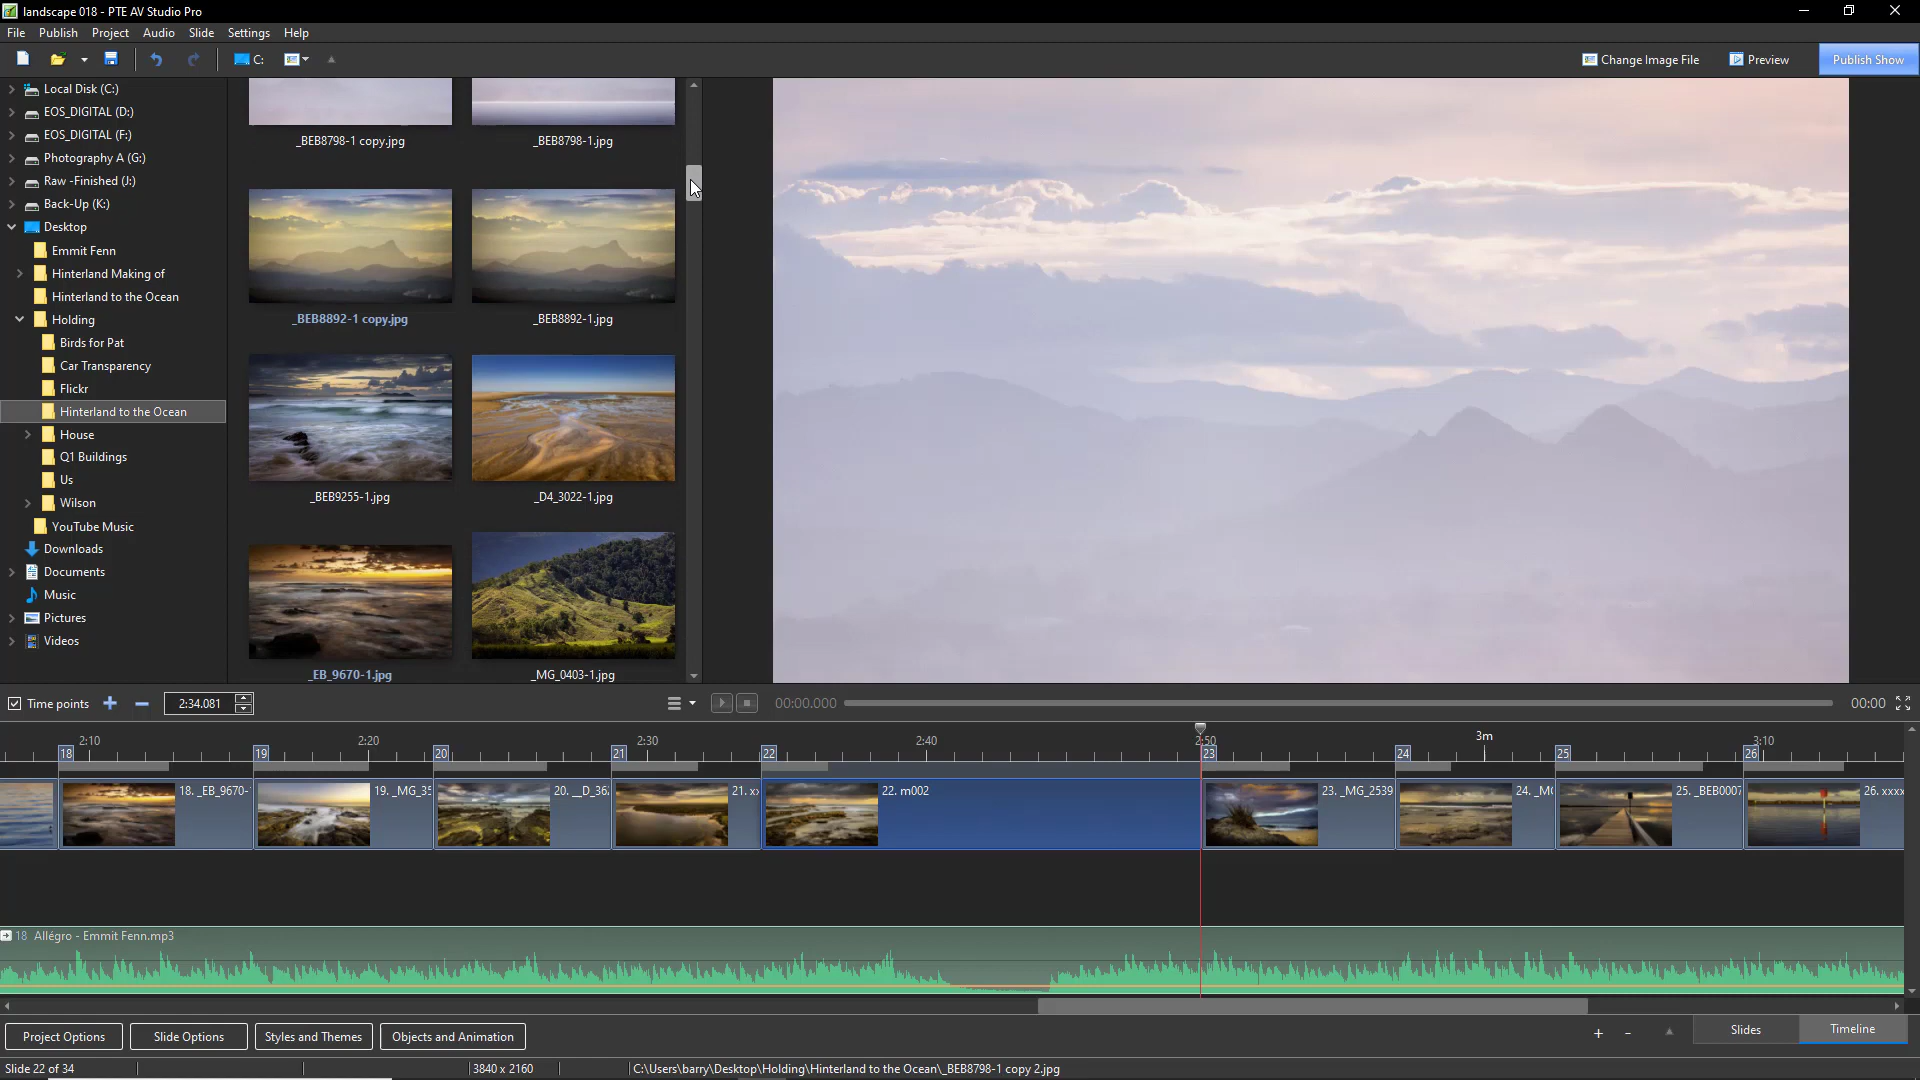 landscape 018 - PTE AV Studio Pro
File Publish Project Audio Slide Settings Help
C: Change Image File Preview Publish Show
Local Disk (C:)
EOS_DIGITAL (D:)
EOS_DIGITAL (F:)
Photography A (G:)
Raw -Finished (J:)
Back-Up (K:)
Desktop
Emmit Fenn
Hinterland Making of
Hinterland to the Ocean
Holding
Birds for Pat
Car Transparency
Flickr
Hinterland to the Ocean
House
Q1 Buildings
Us
Wilson
YouTube Music
Downloads
Documents
Music
Pictures
Videos
_BEB8798-1 copy.jpg _BEB8798-1.jpg
_BEB8892-1 copy.jpg _BEB8892-1.jpg
_BEB9255-1.jpg _D4_3022-1.jpg
_EB_9670-1.jpg _MG_0403-1.jpg
Time points 2:34.081 00:00.000 00:00
2:10 2:20 2:30 2:40 2:50 3m 3:10
18 19 20 21 22 23 24 25 26
18. _EB_9670- 19. _MG_35 20. __D_36 21. x 22. m002 23. _MG_2539 24. _M 25. _BEB0007 26. xxxx
18 Allégro - Emmit Fenn.mp3
Project Options Slide Options Styles and Themes Objects and Animation + - Slides Timeline
Slide 22 of 34 3840 x 2160 C:\Users\barry\Desktop\Holding\Hinterland to the Ocean\_BEB8798-1 copy 2.jpg